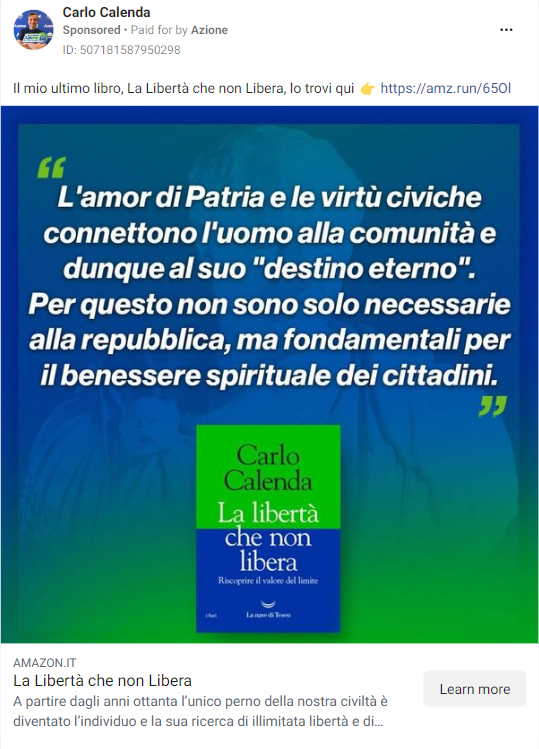 Carlo Calenda
Sponsored • Paid for by Azione
ID: 507181587950298
Il mio ultimo libro, La Libertà che non Libera, lo trovi qui 👉 https://amz.run/65Ol
“
L'amor di Patria e le virtù civiche
connettono l'uomo alla comunità e
dunque al suo "destino eterno".
Per questo non sono solo necessarie
alla repubblica, ma fondamentali per
il benessere spirituale dei cittadini.
”
Carlo
Calenda
La libertà
che non
libera
Riscoprire il valore del limite
i Fari
La nave di Teseo
AMAZON.IT
La Libertà che non Libera
A partire dagli anni ottanta l’unico perno della nostra civiltà è
diventato l’individuo e la sua ricerca di illimitata libertà e di...
Learn more